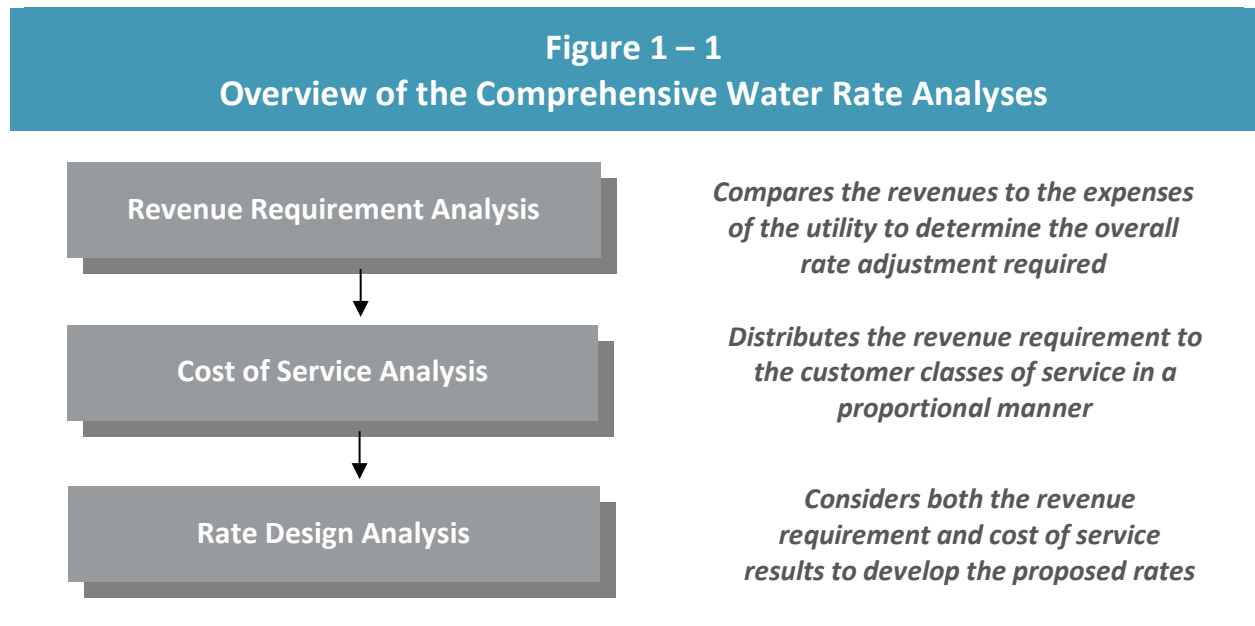 Figure 1 – 1
Overview of the Comprehensive Water Rate Analyses
Revenue Requirement Analysis
Compares the revenues to the expenses
of the utility to determine the overall
rate adjustment required
Cost of Service Analysis
Distributes the revenue requirement to
the customer classes of service in a
proportional manner
Rate Design Analysis
Considers both the revenue
requirement and cost of service
results to develop the proposed rates